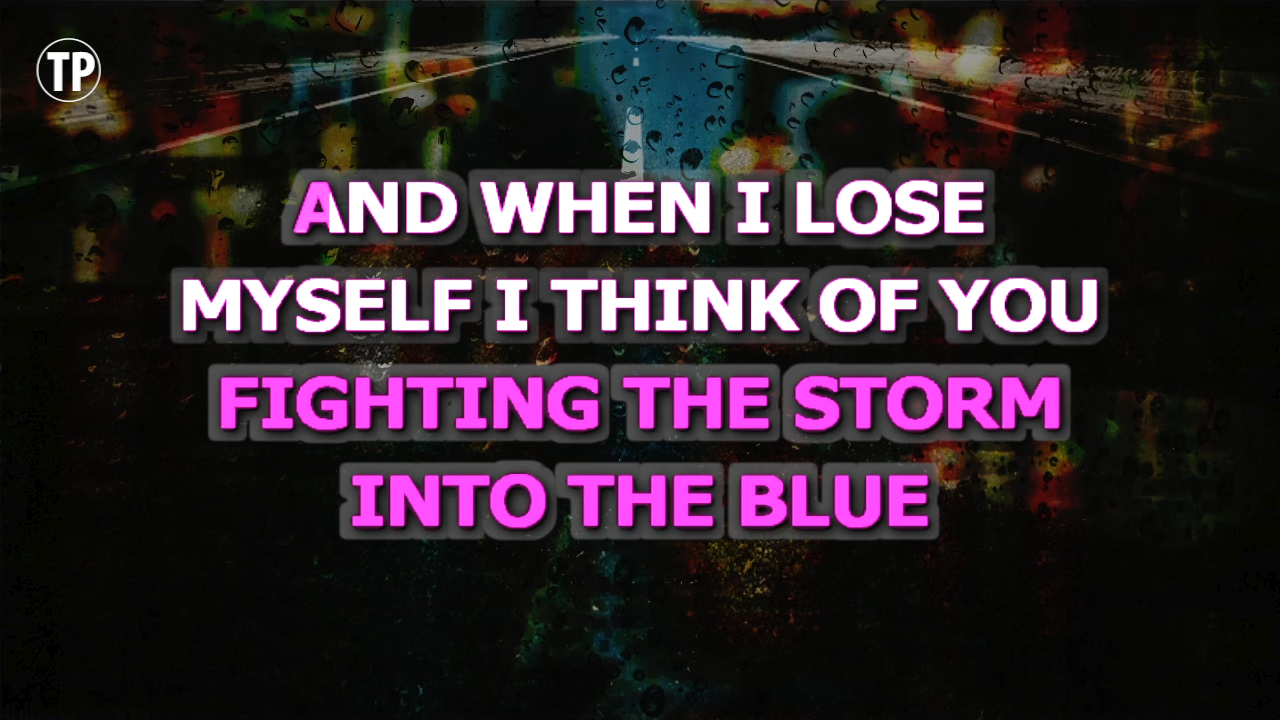 TP
AND WHEN I LOSE
MYSELF I THINK OF YOU
FIGHTING THE STORM
INTO THE BLUE